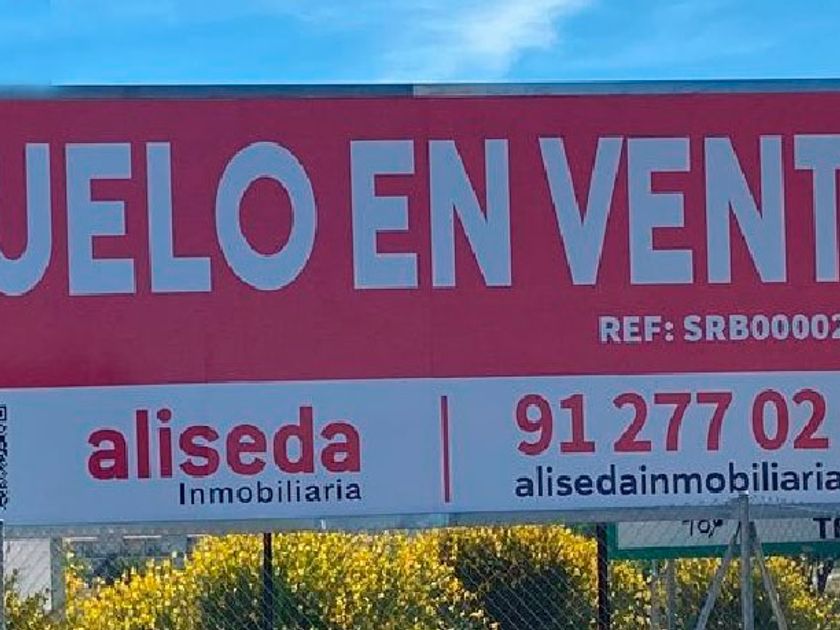 UELO EN VENT
REF: SRB00002
aliseda
Inmobiliaria
91 277 02
alisedainmobiliaria